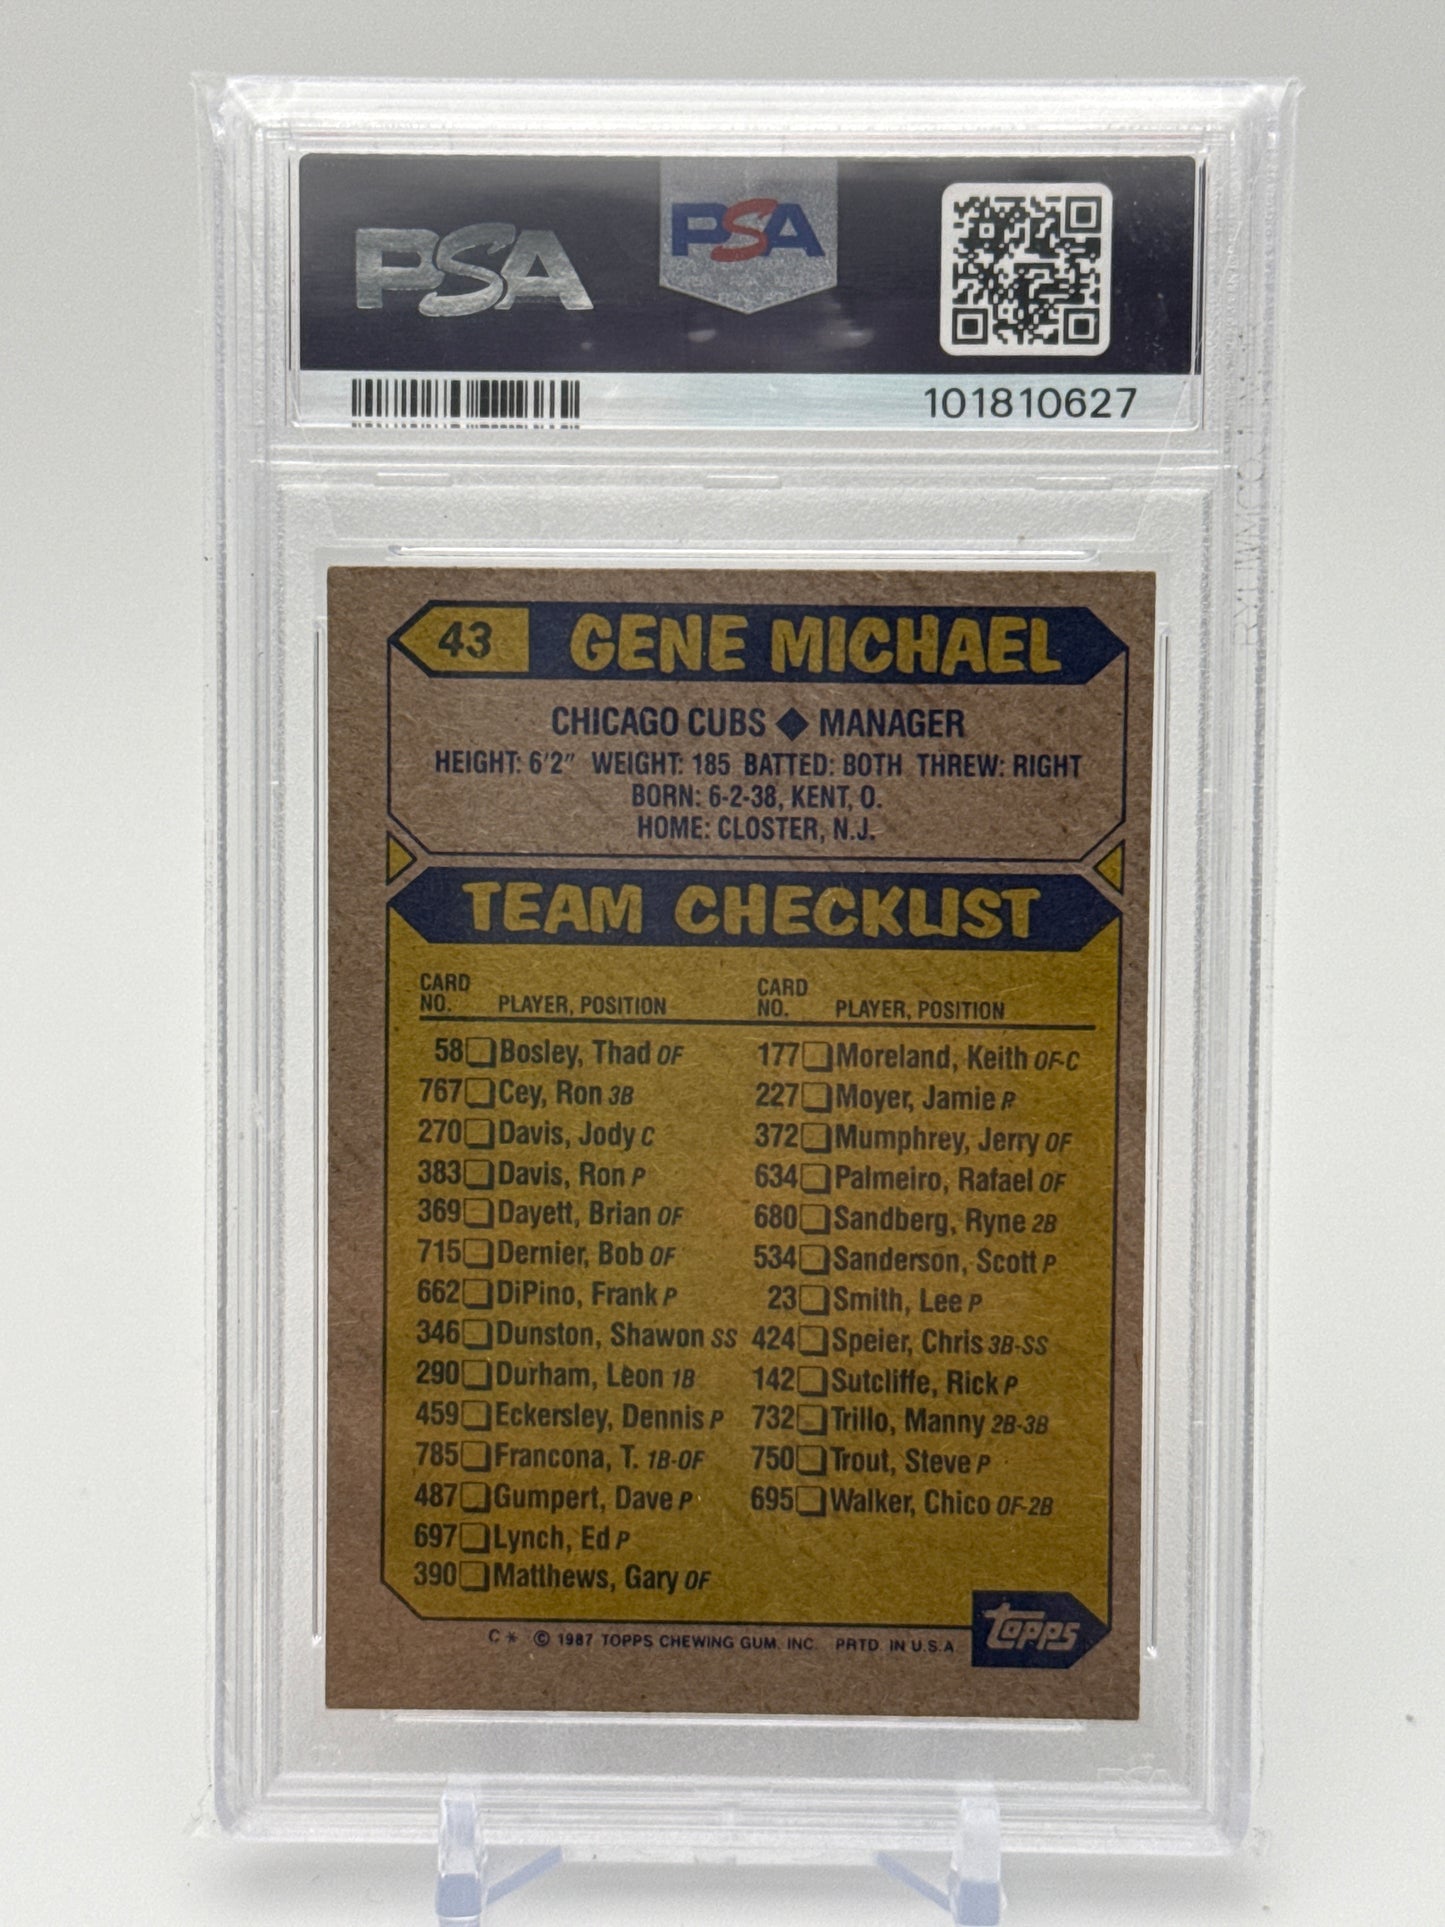 PSA
PSA
101810627
43 GENE MICHAEL
CHICAGO CUBS ◆ MANAGER
HEIGHT: 6'2" WEIGHT: 185 BATTED: BOTH THREW: RIGHT
BORN: 6-2-38, KENT, O.
HOME: CLOSTER, N.J.
TEAM CHECKLIST
CARD NO. PLAYER, POSITION
58 Bosley, Thad OF
767 Cey, Ron 3B
270 Davis, Jody C
383 Davis, Ron P
369 Dayett, Brian OF
715 Dernier, Bob OF
662 DiPino, Frank P
346 Dunston, Shawon SS
290 Durham, Leon 1B
459 Eckersley, Dennis P
785 Francona, T. 1B-OF
487 Gumpert, Dave P
697 Lynch, Ed P
390 Matthews, Gary OF
CARD NO. PLAYER, POSITION
177 Moreland, Keith OF-C
227 Moyer, Jamie P
372 Mumphrey, Jerry OF
634 Palmeiro, Rafael OF
680 Sandberg, Ryne 2B
534 Sanderson, Scott P
23 Smith, Lee P
424 Speier, Chris 3B-SS
142 Sutcliffe, Rick P
732 Trillo, Manny 2B-3B
750 Trout, Steve P
695 Walker, Chico OF-2B
C* © 1987 TOPPS CHEWING GUM, INC. PRTD. IN U.S.A
topps